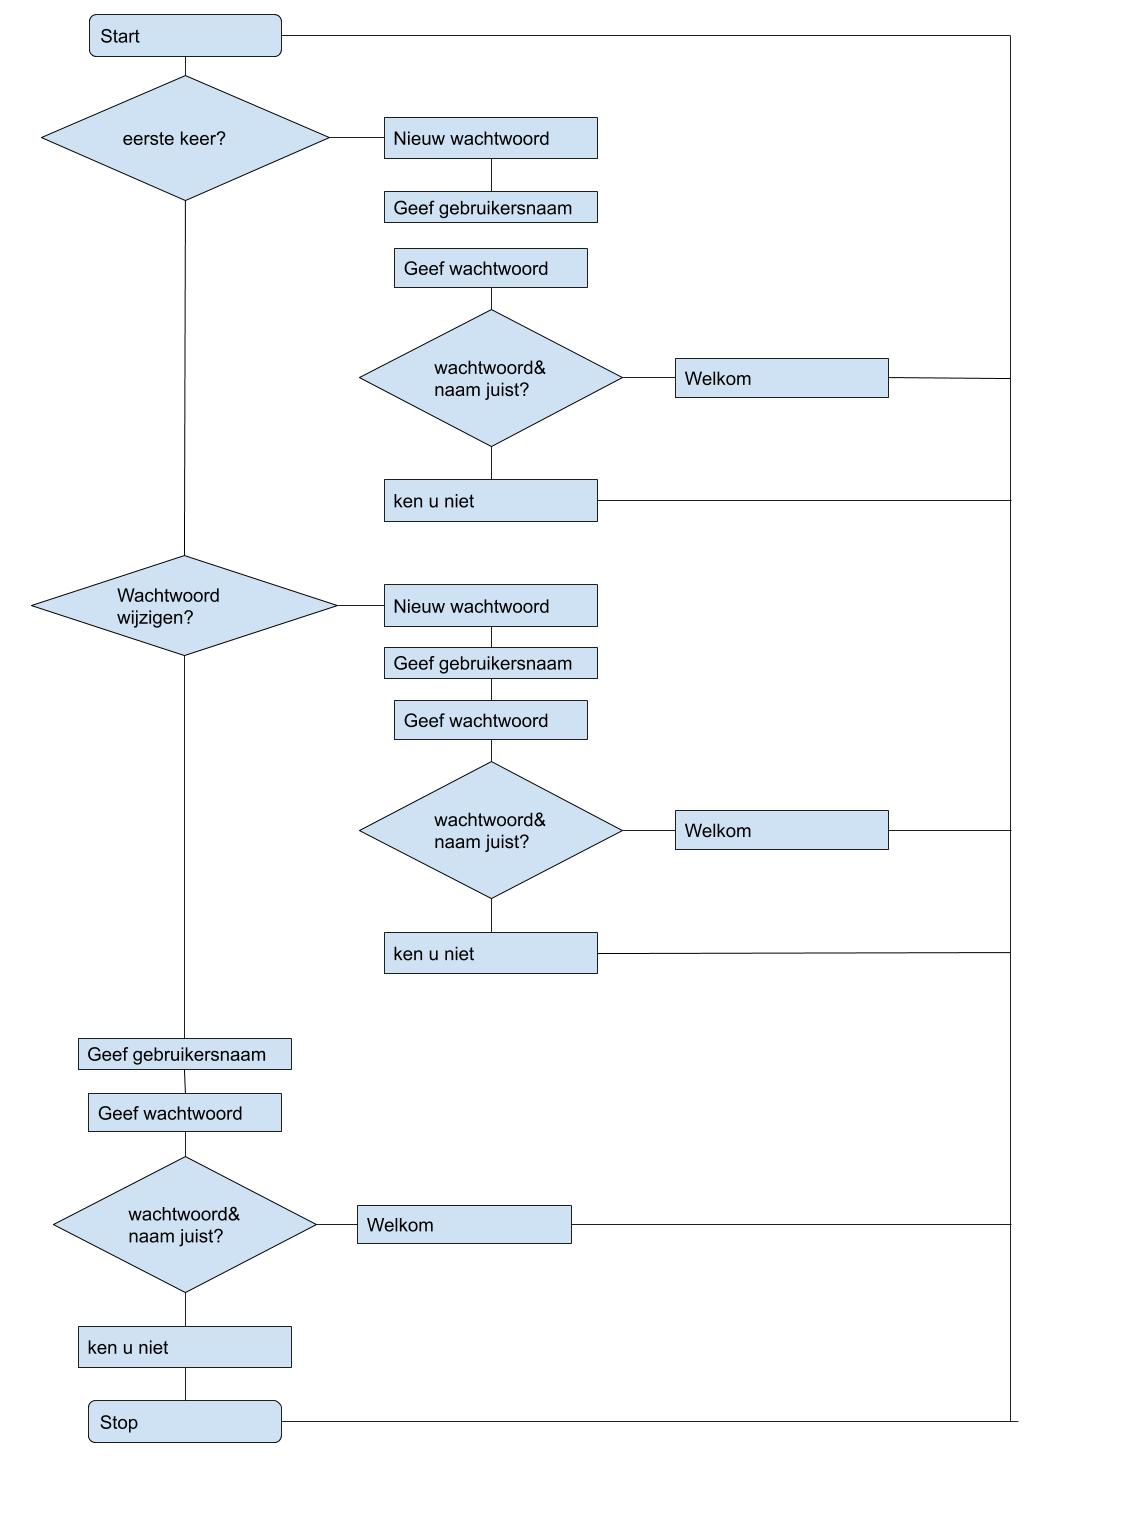 Start
eerste keer?
Nieuw wachtwoord
Geef gebruikersnaam
Geef wachtwoord
wachtwoord&
naam juist?
Welkom
ken u niet
Wachtwoord
wijzigen?
Nieuw wachtwoord
Geef gebruikersnaam
Geef wachtwoord
wachtwoord&
naam juist?
Welkom
ken u niet
Geef gebruikersnaam
Geef wachtwoord
wachtwoord&
naam juist?
Welkom
ken u niet
Stop